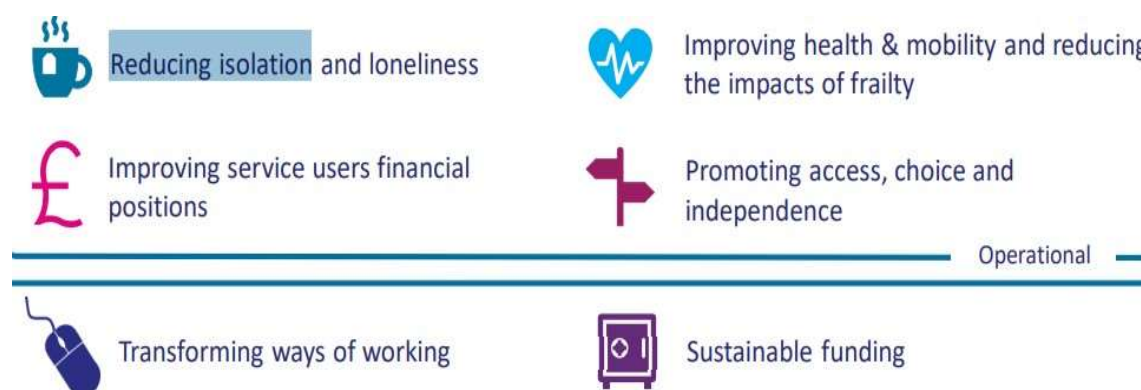 Reducing isolation and loneliness
Improving health & mobility and reducing
the impacts of frailty
Improving service users financial
positions
Promoting access, choice and
independence
Operational
Transforming ways of working
Sustainable funding